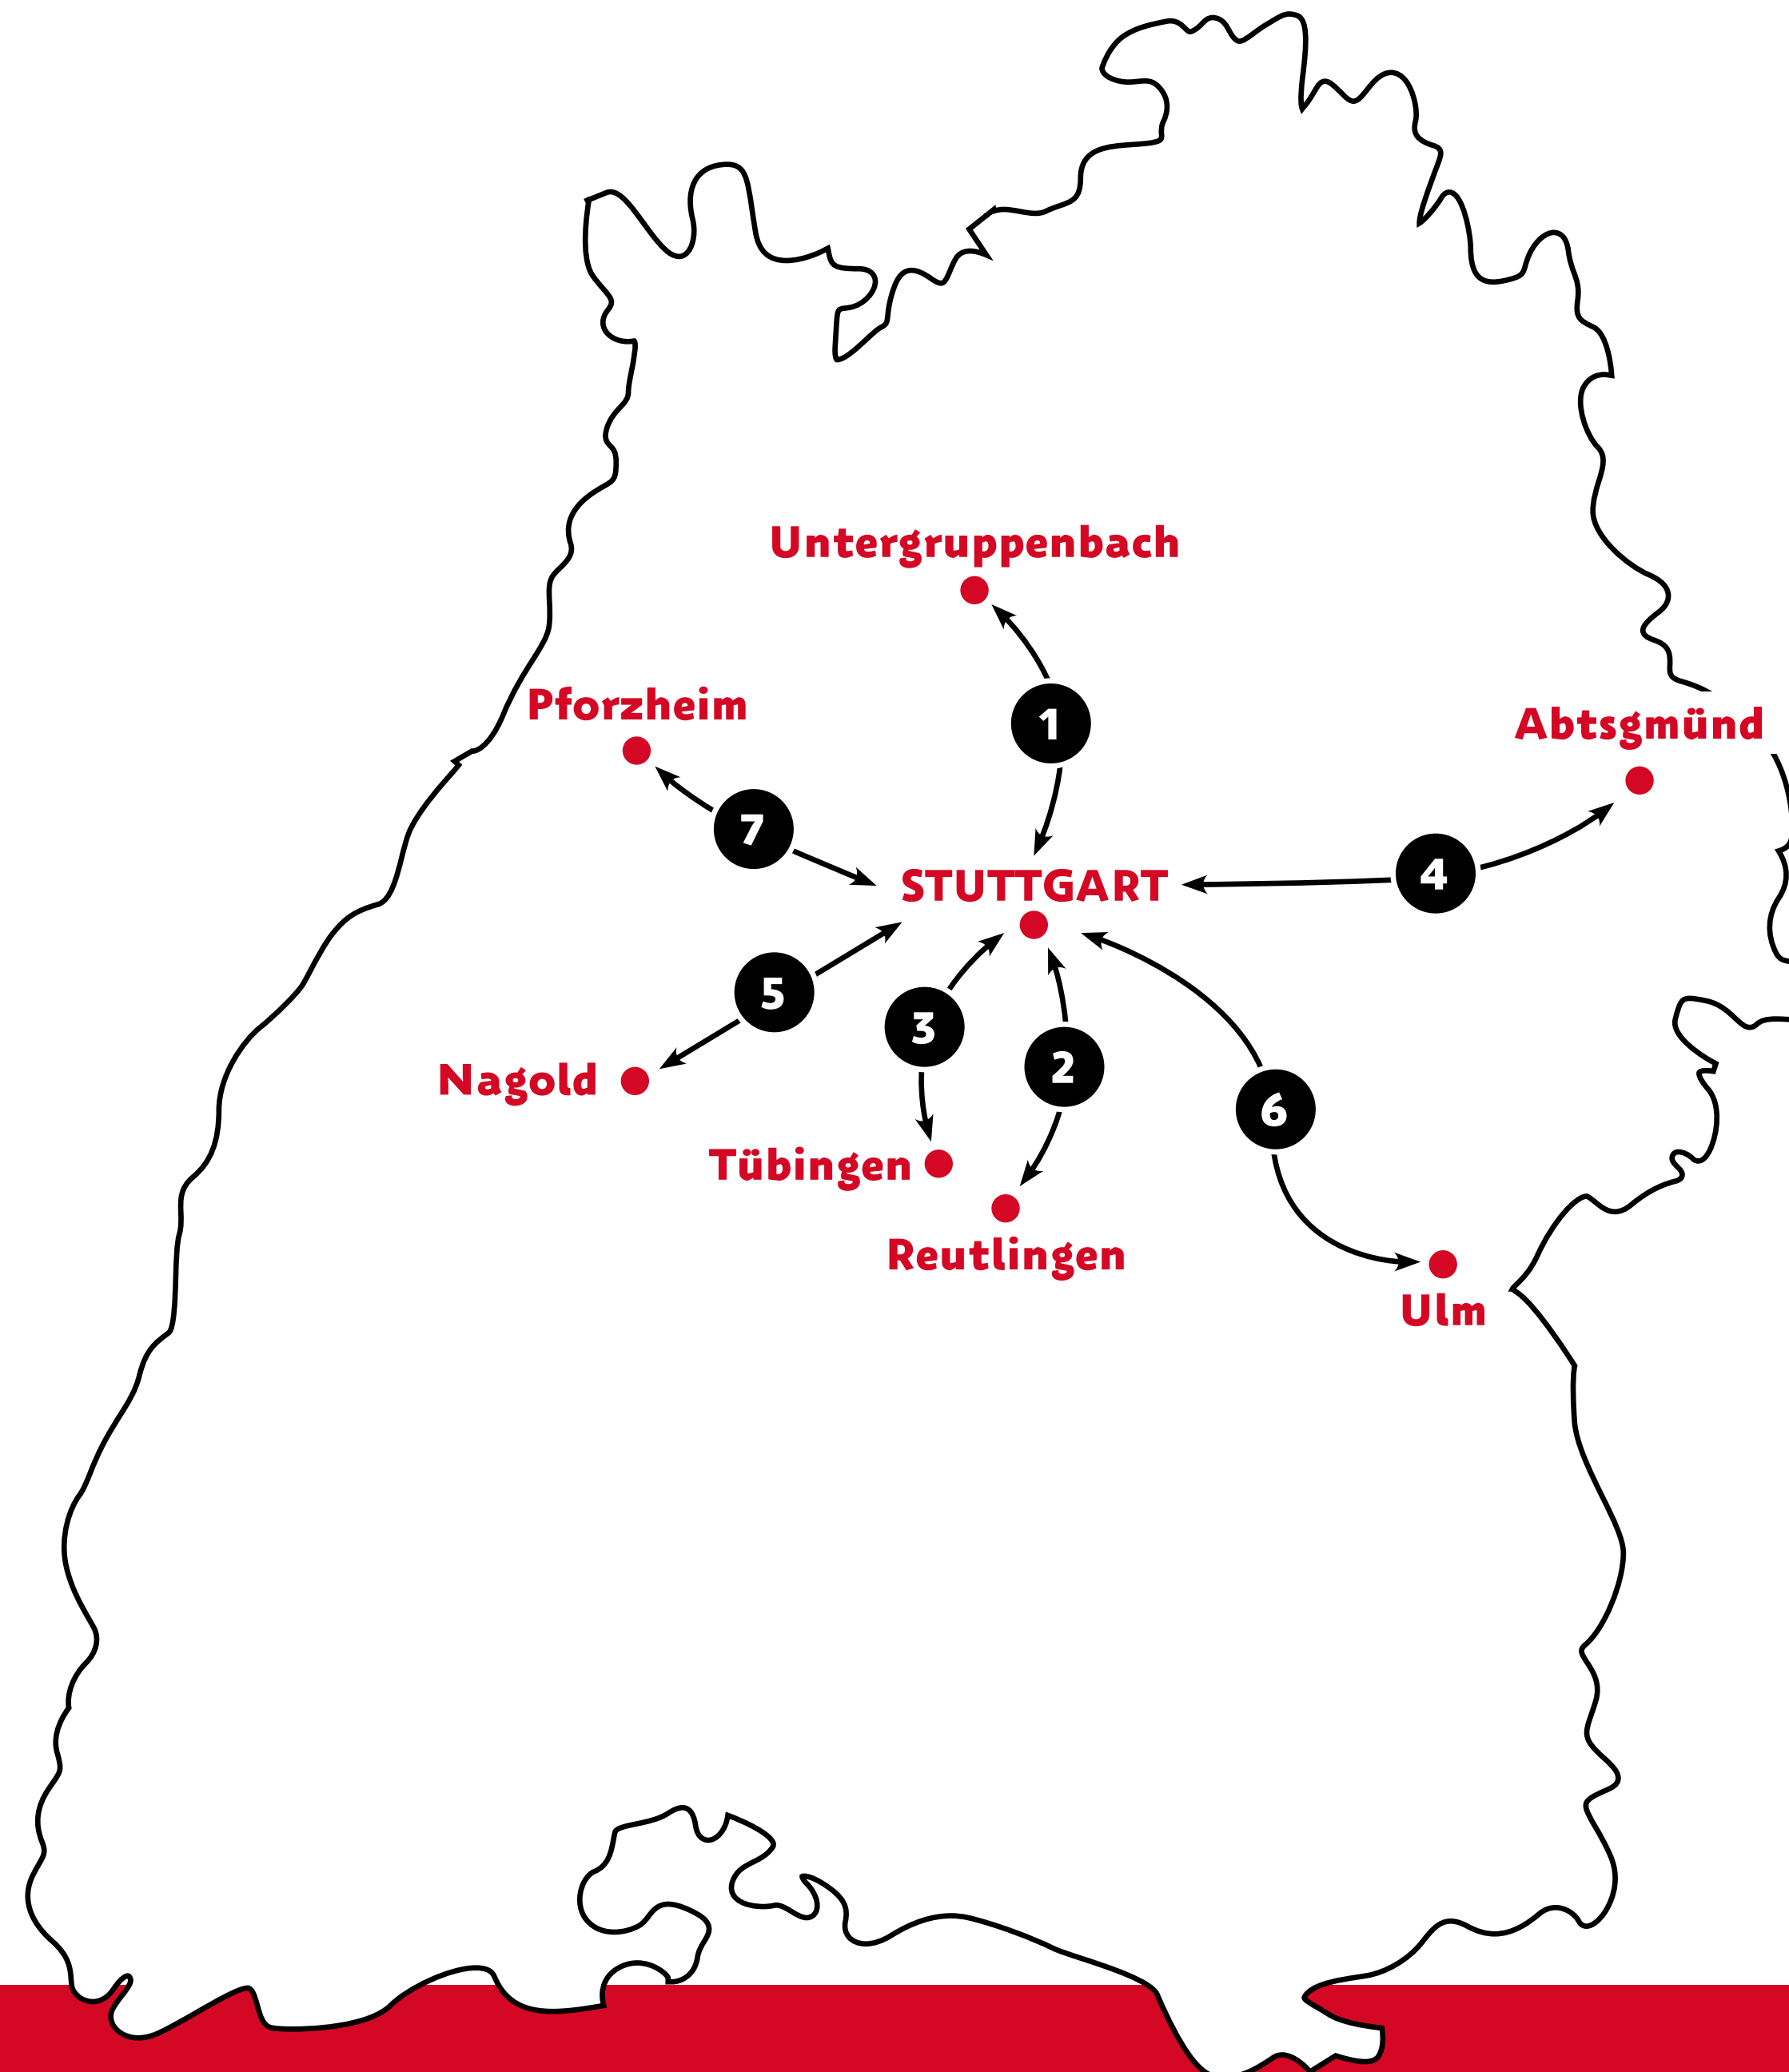 Untergruppenbach
1
Pforzheim
Abtsgmünd
7
STUTTGART
4
5
3
2
Nagold
6
Tübingen
Reutlingen
Ulm